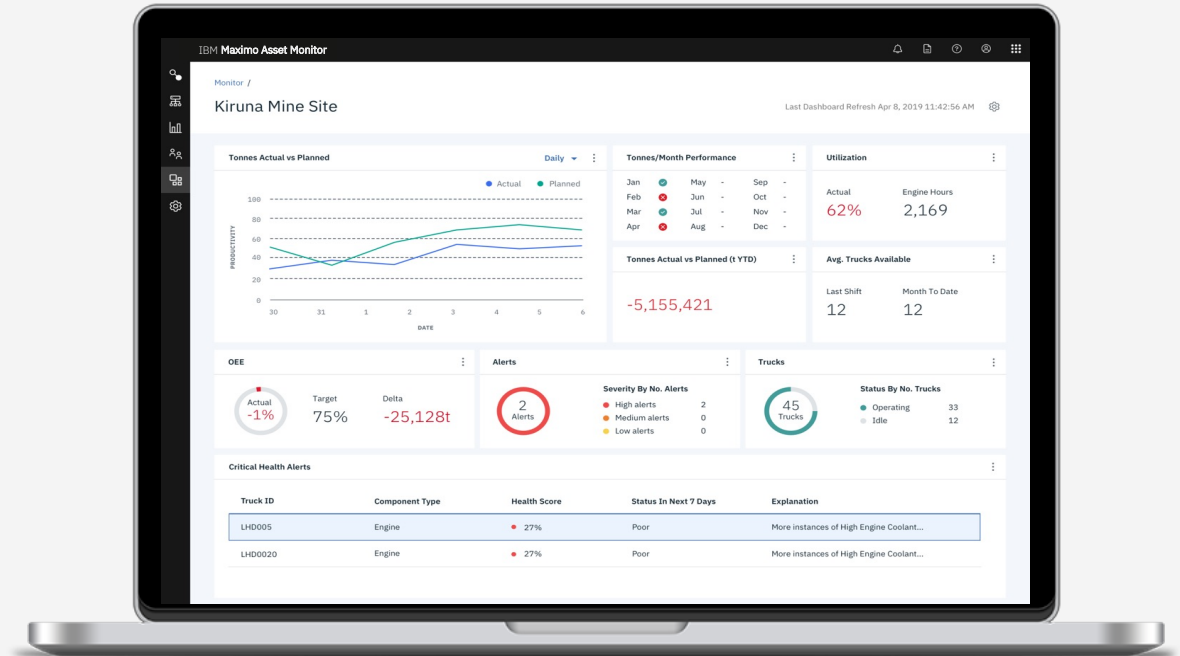 IBM Maximo Asset Monitor
Monitor /
Kiruna Mine Site
Last Dashboard Refresh Apr 8, 2019 11:42:56 AM
Tonnes Actual vs Planned
Daily
Actual
Planned
100
80
60
40
20
0
PRODUCTIVITY
30 31 1 2 3 4 5 6
DATE
Tonnes/Month Performance
Jan May - Sep -
Feb Jun - Oct -
Mar Jul - Nov -
Apr Aug - Dec -
Utilization
Actual Engine Hours
62% 2,169
Tonnes Actual vs Planned (t YTD)
-5,155,421
Avg. Trucks Available
Last Shift Month To Date
12 12
OEE
Actual
-1%
Target Delta
75% -25,128t
Alerts
2
Alerts
Severity By No. Alerts
High alerts 2
Medium alerts 0
Low alerts 0
Trucks
45
Trucks
Status By No. Trucks
Operating 33
Idle 12
Critical Health Alerts
Truck ID Component Type Health Score Status In Next 7 Days Explanation
LHD005 Engine 27% Poor More instances of High Engine Coolant...
LHD0020 Engine 27% Poor More instances of High Engine Coolant...